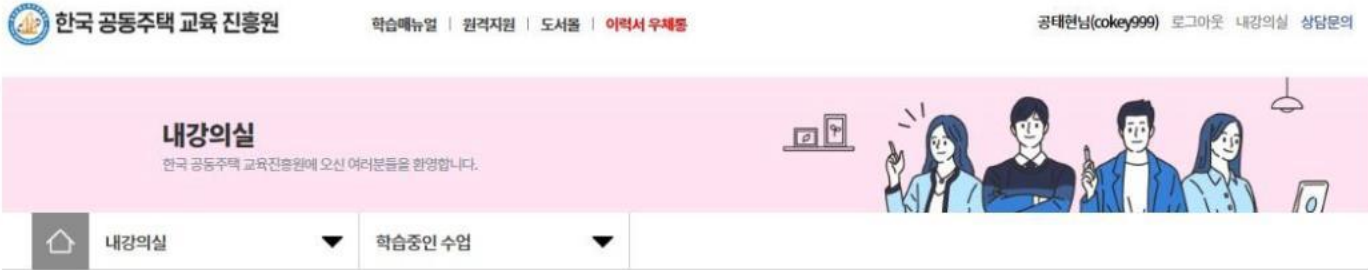 한국 공동주택 교육 진흥원 학습매뉴얼 | 원격지원 | 도서몰 | 이력서 우체통 공태현님(cokey999) 로그아웃 내강의실 상담문의
내강의실
한국 공동주택 교육진흥원에 오신 여러분들을 환영합니다.
내강의실 학습중인 수업